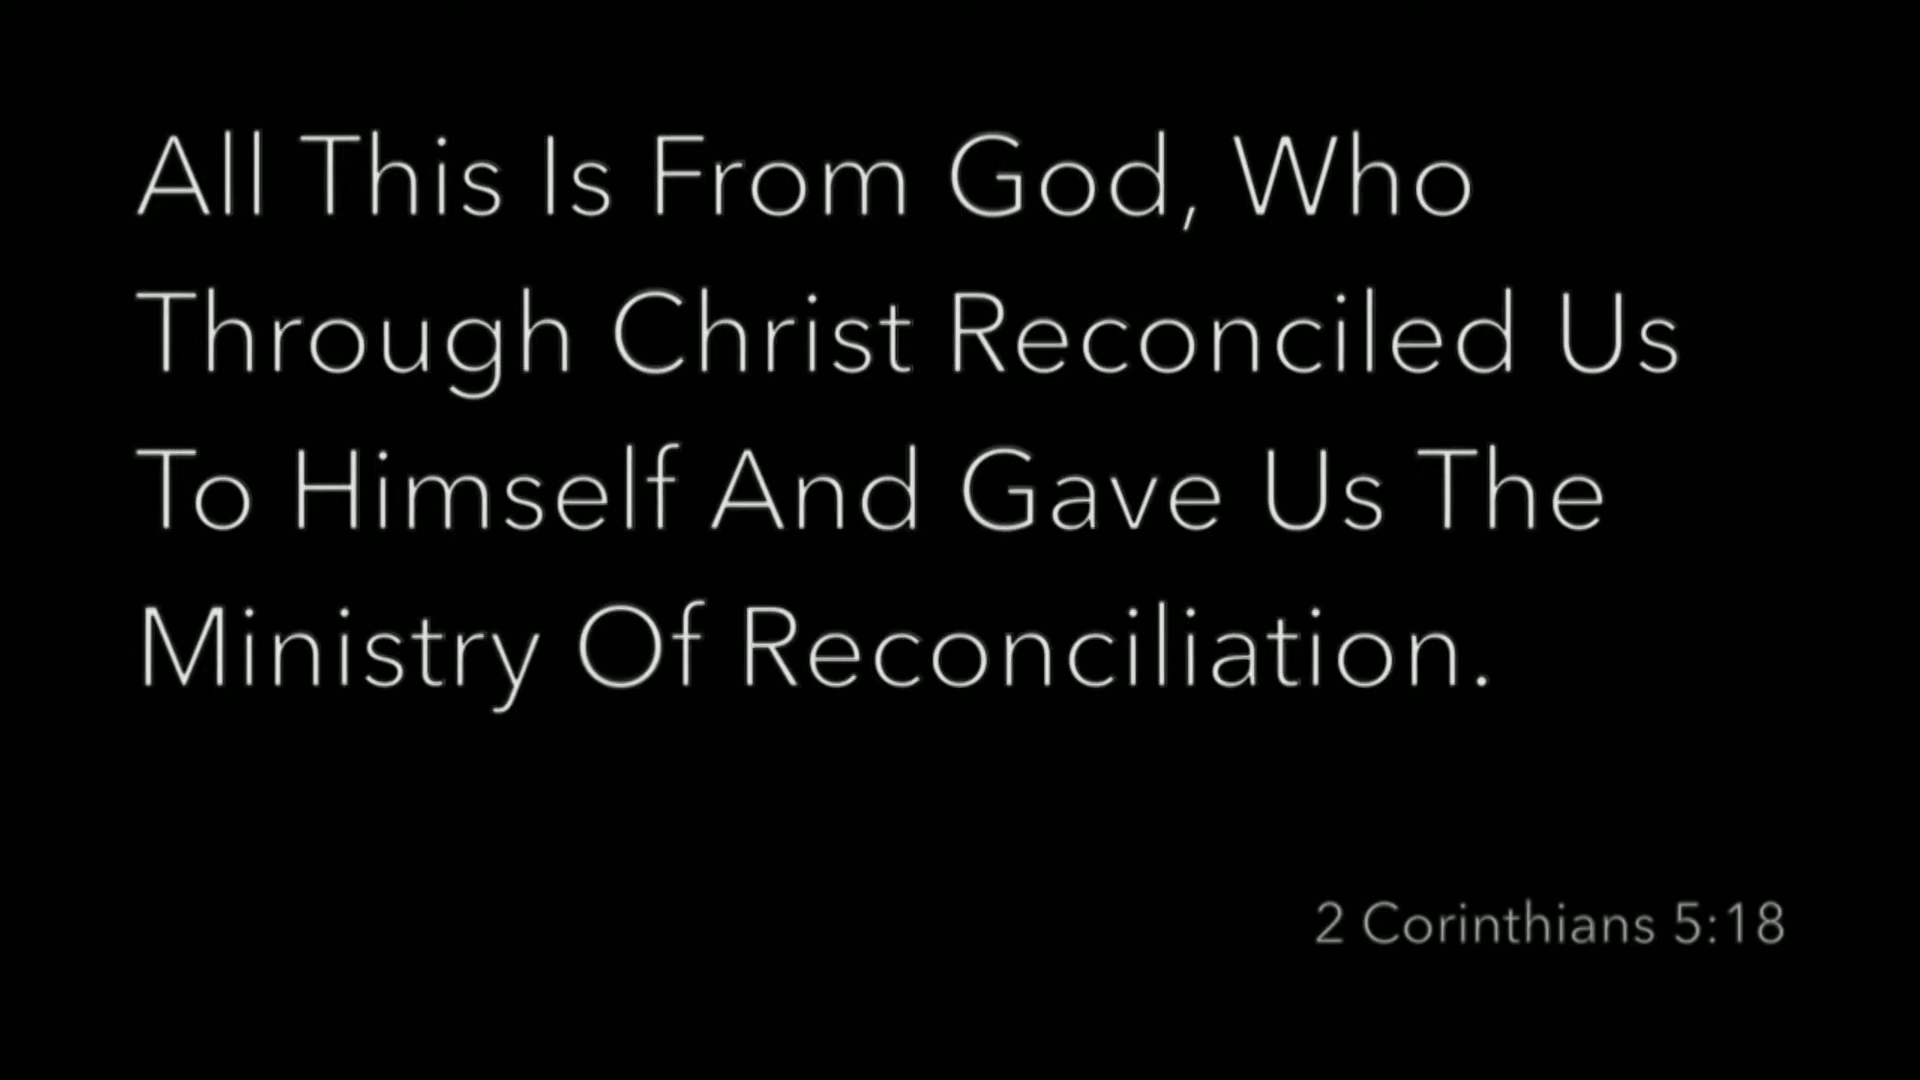 All This Is From God, Who
Through Christ Reconciled Us
To Himself And Gave Us The
Ministry Of Reconciliation.
2 Corinthians 5:18